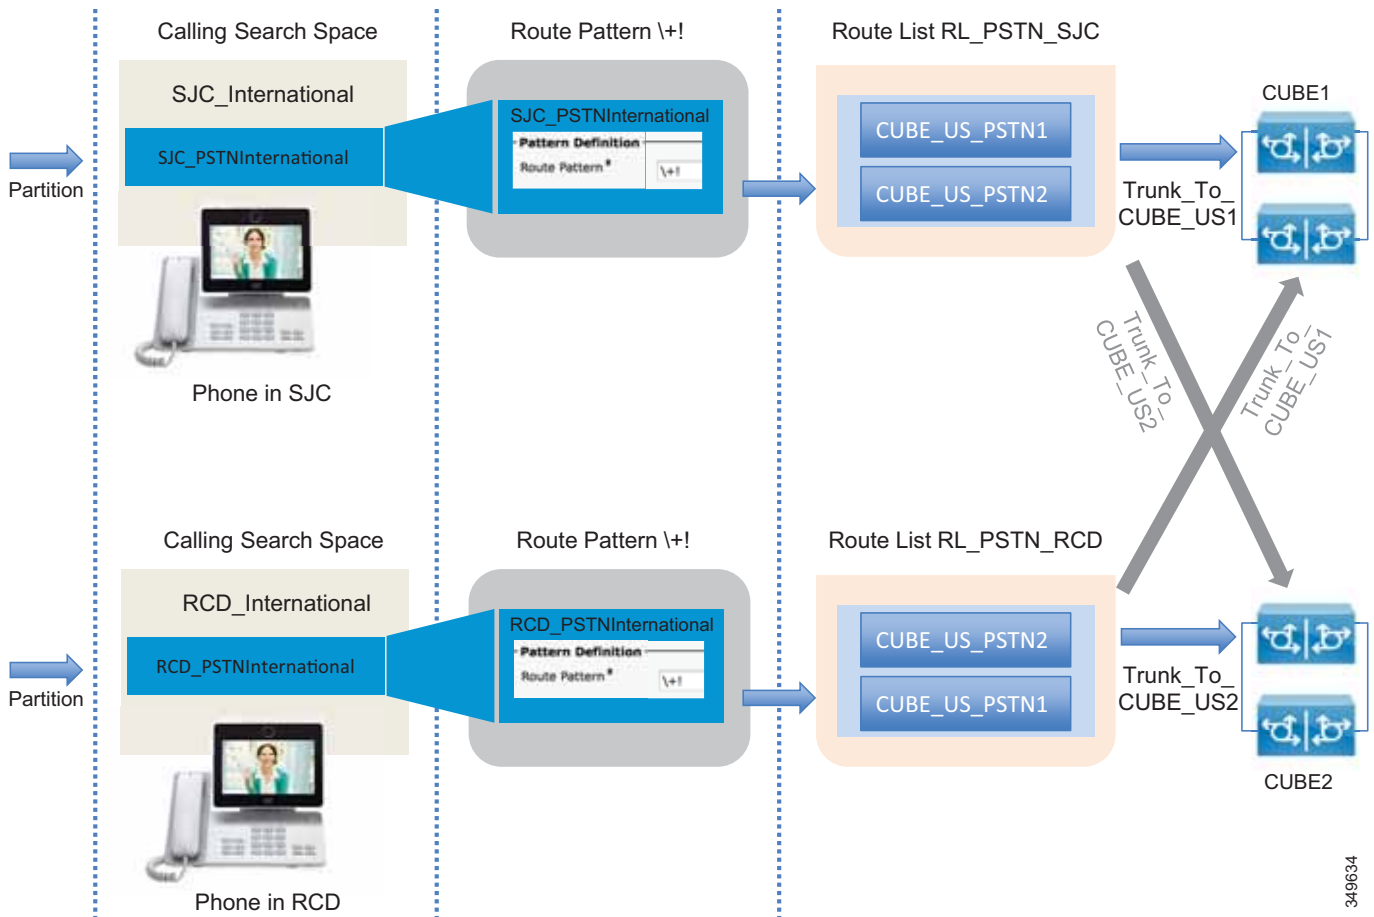 Calling Search Space
Route Pattern \+!
Route List RL_PSTN_SJC
SJC_International
SJC_PSTNInternational
Partition
SJC_PSTNInternational
Pattern Definition
Route Pattern*
\+!
CUBE_US_PSTN1
CUBE_US_PSTN2
Trunk_To_
CUBE_US1
CUBE1
Phone in SJC
Trunk_To_
CUBE_US2
Trunk_To_
CUBE_US1
Calling Search Space
Route Pattern \+!
Route List RL_PSTN_RCD
RCD_International
RCD_PSTNInternational
Partition
RCD_PSTNInternational
Pattern Definition
Route Pattern*
\+!
CUBE_US_PSTN2
CUBE_US_PSTN1
Trunk_To_
CUBE_US2
CUBE2
Phone in RCD
349634